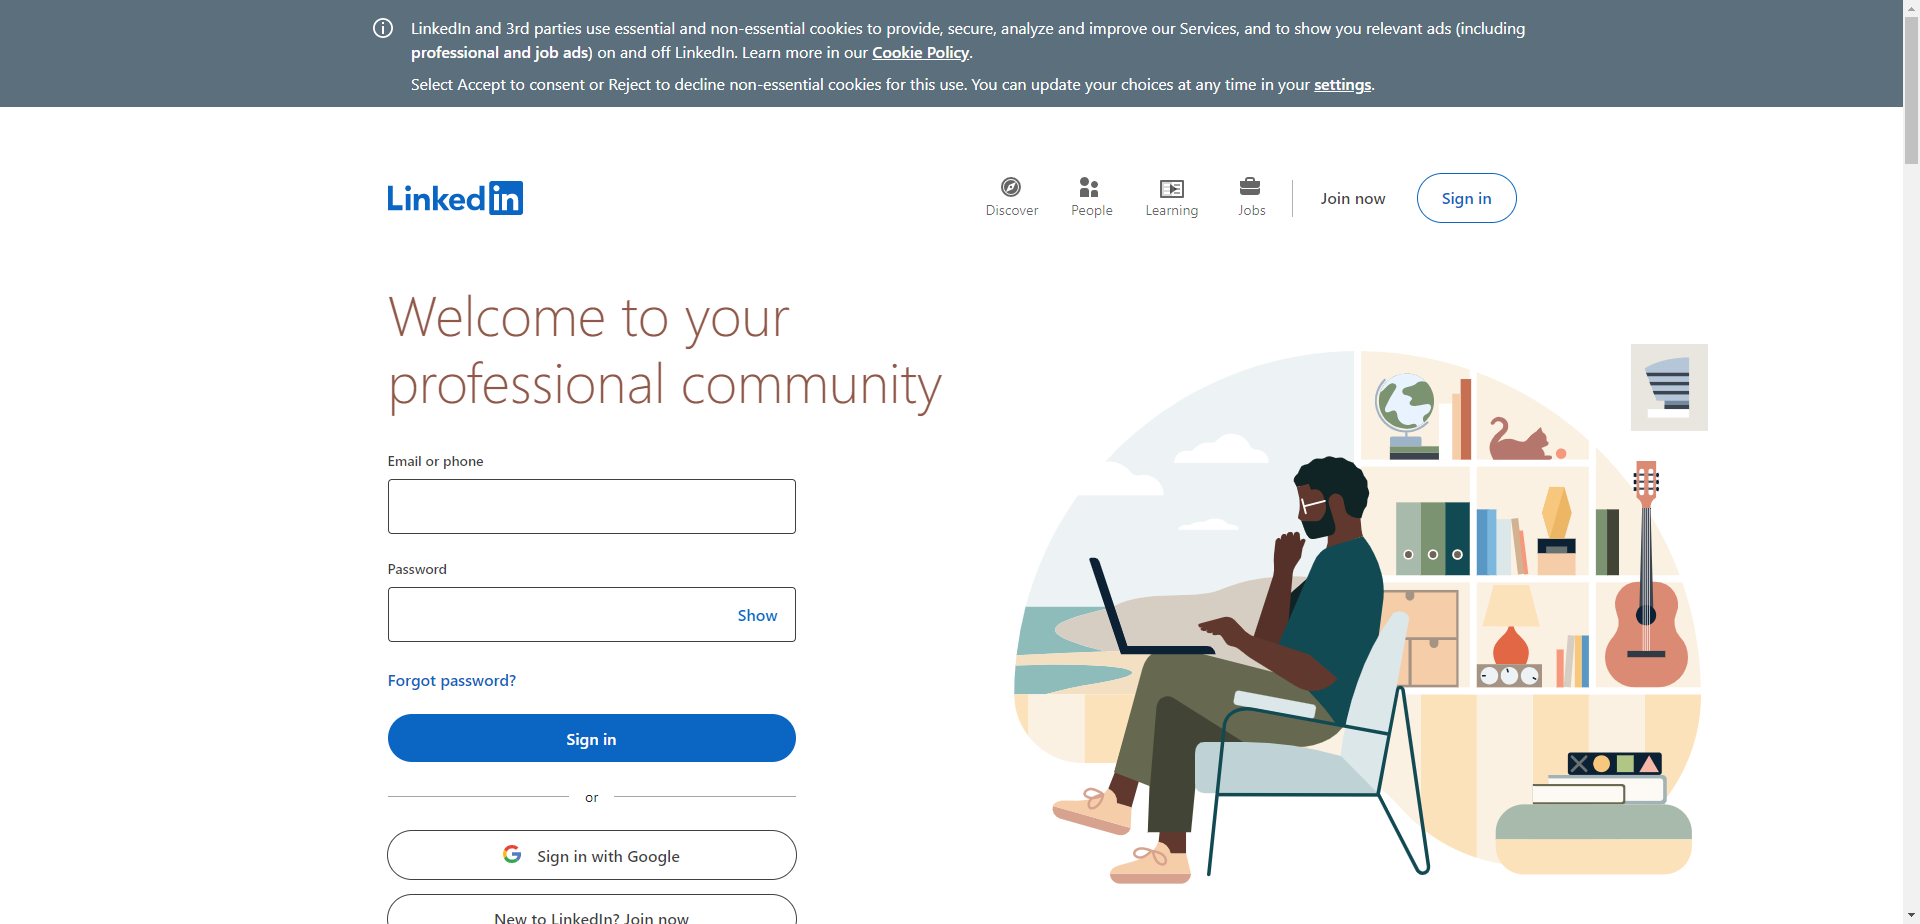 LinkedIn and 3rd parties use essential and non-essential cookies to provide, secure, analyze and improve our Services, and to show you relevant ads (including
professional and job ads) on and off LinkedIn. Learn more in our Cookie Policy.
Select Accept to consent or Reject to decline non-essential cookies for this use. You can update your choices at any time in your settings.
Linkedin
Discover
People
Learning
Jobs
Join now
Sign in
Welcome to your
professional community
Email or phone
Password
Show
Forgot password?
Sign in
or
Sign in with Google
New to LinkedIn? Join now